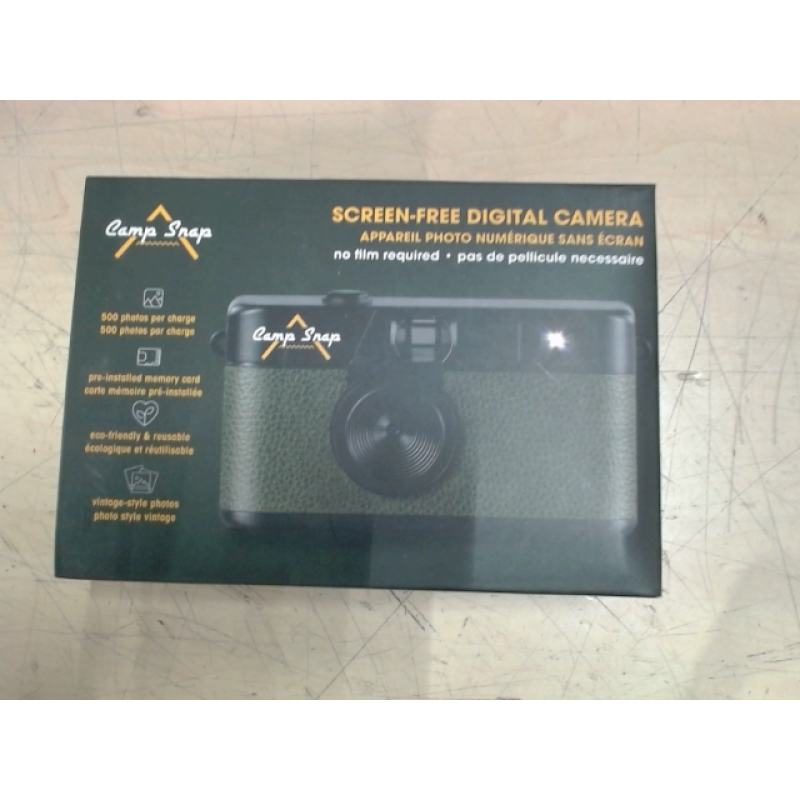 Camp Snap
SCREEN-FREE DIGITAL CAMERA
APPAREIL PHOTO NUMÉRIQUE SANS ÉCRAN
no film required • pas de pellicule necessaire
500 photos per charge
500 photos par charge
pre-installed memory card
carte mémoire pré-installée
eco-friendly & reusable
écologique et réutilisable
vintage-style photos
photo style vintage
Camp Snap